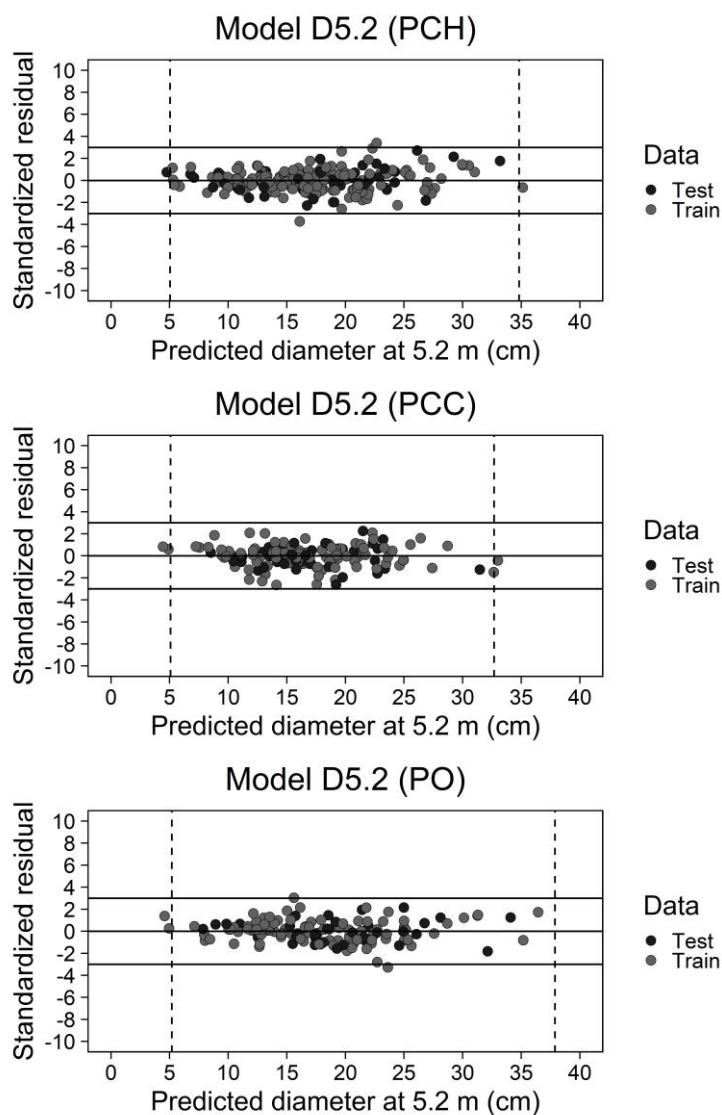 Model D5.2 (PCH)
Standardized residual
10
8
6
4
2
0
-2
-4
-6
-8
-10
0 5 10 15 20 25 30 35 40
Predicted diameter at 5.2 m (cm)
Data
Test
Train
Model D5.2 (PCC)
Standardized residual
10
8
6
4
2
0
-2
-4
-6
-8
-10
0 5 10 15 20 25 30 35 40
Predicted diameter at 5.2 m (cm)
Data
Test
Train
Model D5.2 (PO)
Standardized residual
10
8
6
4
2
0
-2
-4
-6
-8
-10
0 5 10 15 20 25 30 35 40
Predicted diameter at 5.2 m (cm)
Data
Test
Train